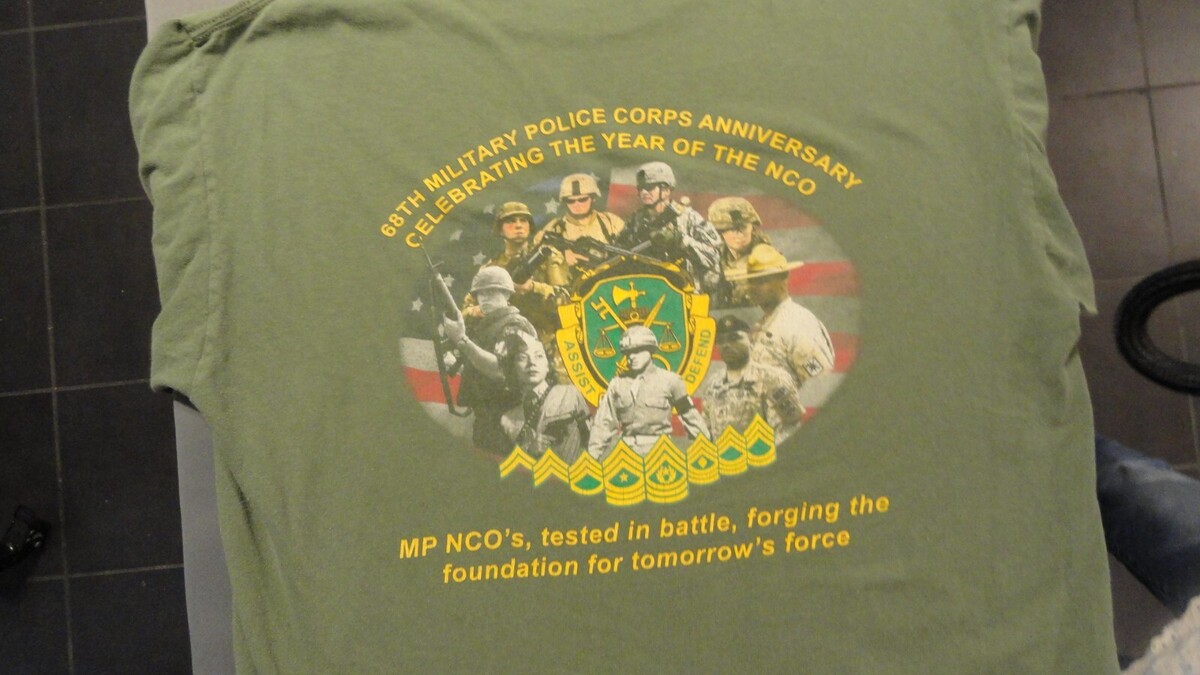 68TH MILITARY POLICE CORPS ANNIVERSARY
CELEBRATING THE YEAR OF THE NCO
ASSIST
DEFEND
MP NCO's, tested in battle, forging the
foundation for tomorrow's force